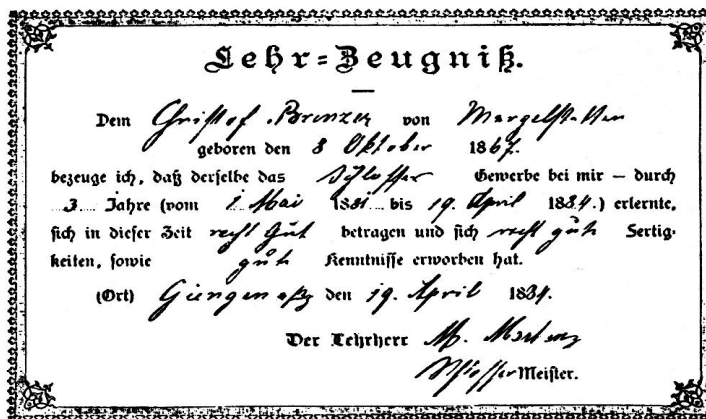 Lehr=Zeugniß.
Dem Christof Brenzer von Mergelstetten
geboren den 8 Oktober 1867.
bezeuge ich, daß derselbe das Schlosser Gewerbe bei mir — durch
3 Jahre (vom 1. Mai 1881 bis 19. April 1884.) erlernte,
sich in dieser Zeit recht gut betragen und sich recht gute Fertig-
keiten, sowie gute Kenntnisse erworben hat.
(Ort) Giengen a/Bz den 19. April 1884.
Der Lehrherr M.
Schlosser Meister.